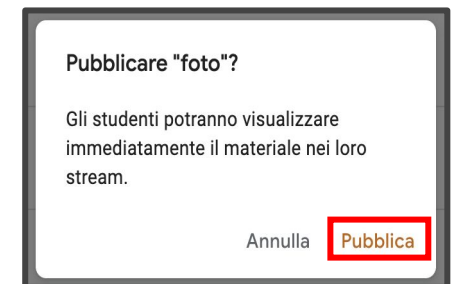 Pubblicare "foto"?
Gli studenti potranno visualizzare
immediatamente il materiale nei loro
stream.
Annulla Pubblica